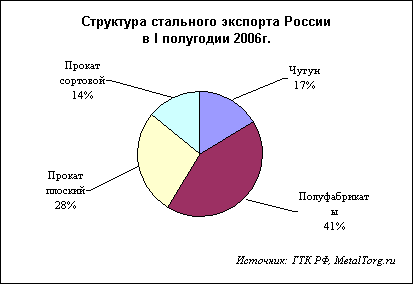 Структура стального экспорта России
в I полугодии 2006г.
Прокат
сортовой
14%
Чугун
17%
Прокат
плоский
28%
Полуфабрикат
ы
41%
Источник: ГТК РФ, MetalTorg.ru